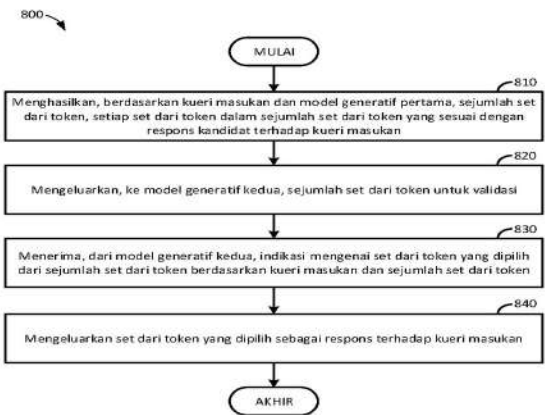 800
MULAI
810
Menghasilkan, berdasarkan kueri masukan dan model generatif pertama, sejumlah set
dari token, setiap set dari token dalam sejumlah set dari token yang sesuai dengan
respons kandidat terhadap kueri masukan
820
Mengeluarkan, ke model generatif kedua, sejumlah set dari token untuk validasi
830
Menerima, dari model generatif kedua, indikasi mengenai set dari token yang dipilih
dari sejumlah set dari token berdasarkan kueri masukan dan sejumlah set dari token
840
Mengeluarkan set dari token yang dipilih sebagai respons terhadap kueri masukan
AKHIR